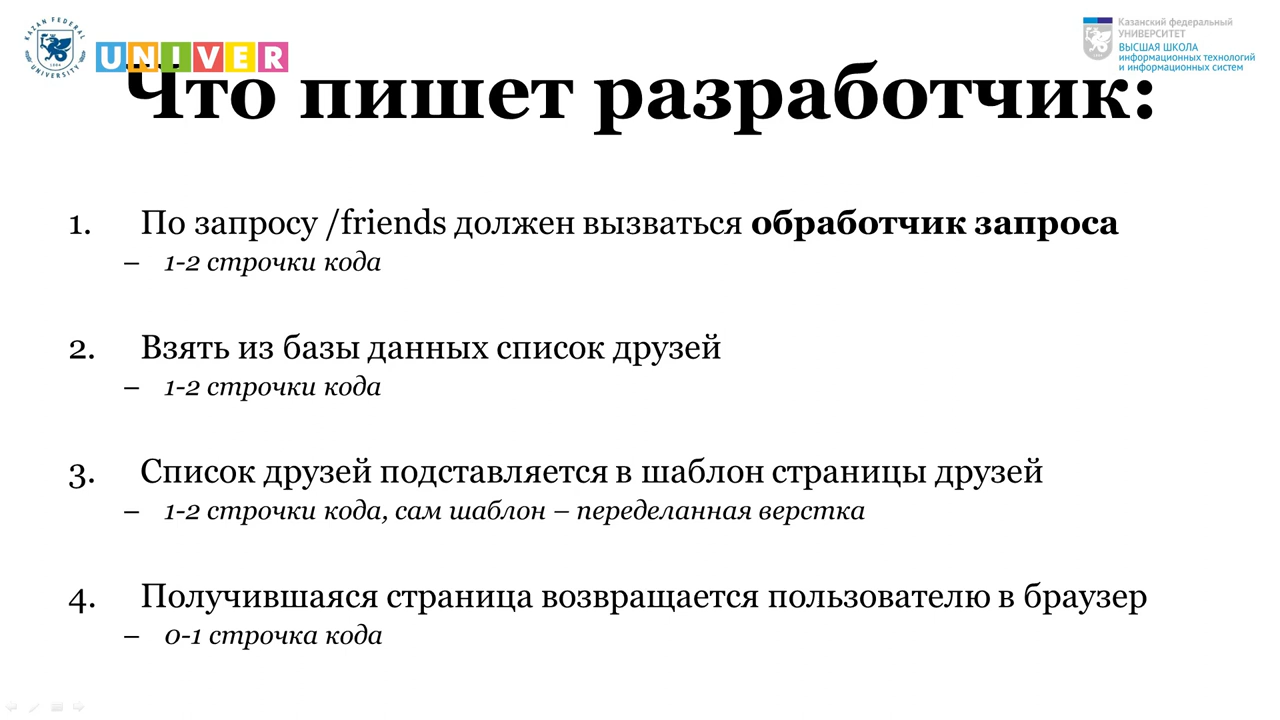 KAZAN FEDERAL UNIVERSITY
1804
UNIVER
Казанский федеральный
УНИВЕРСИТЕТ
ВЫСШАЯ ШКОЛА
информационных технологий
и информационных систем
Что пишет разработчик:
1. По запросу /friends должен вызваться обработчик запроса
– 1-2 строчки кода
2. Взять из базы данных список друзей
– 1-2 строчки кода
3. Список друзей подставляется в шаблон страницы друзей
– 1-2 строчки кода, сам шаблон – переделанная верстка
4. Получившаяся страница возвращается пользователю в браузер
– 0-1 строчка кода